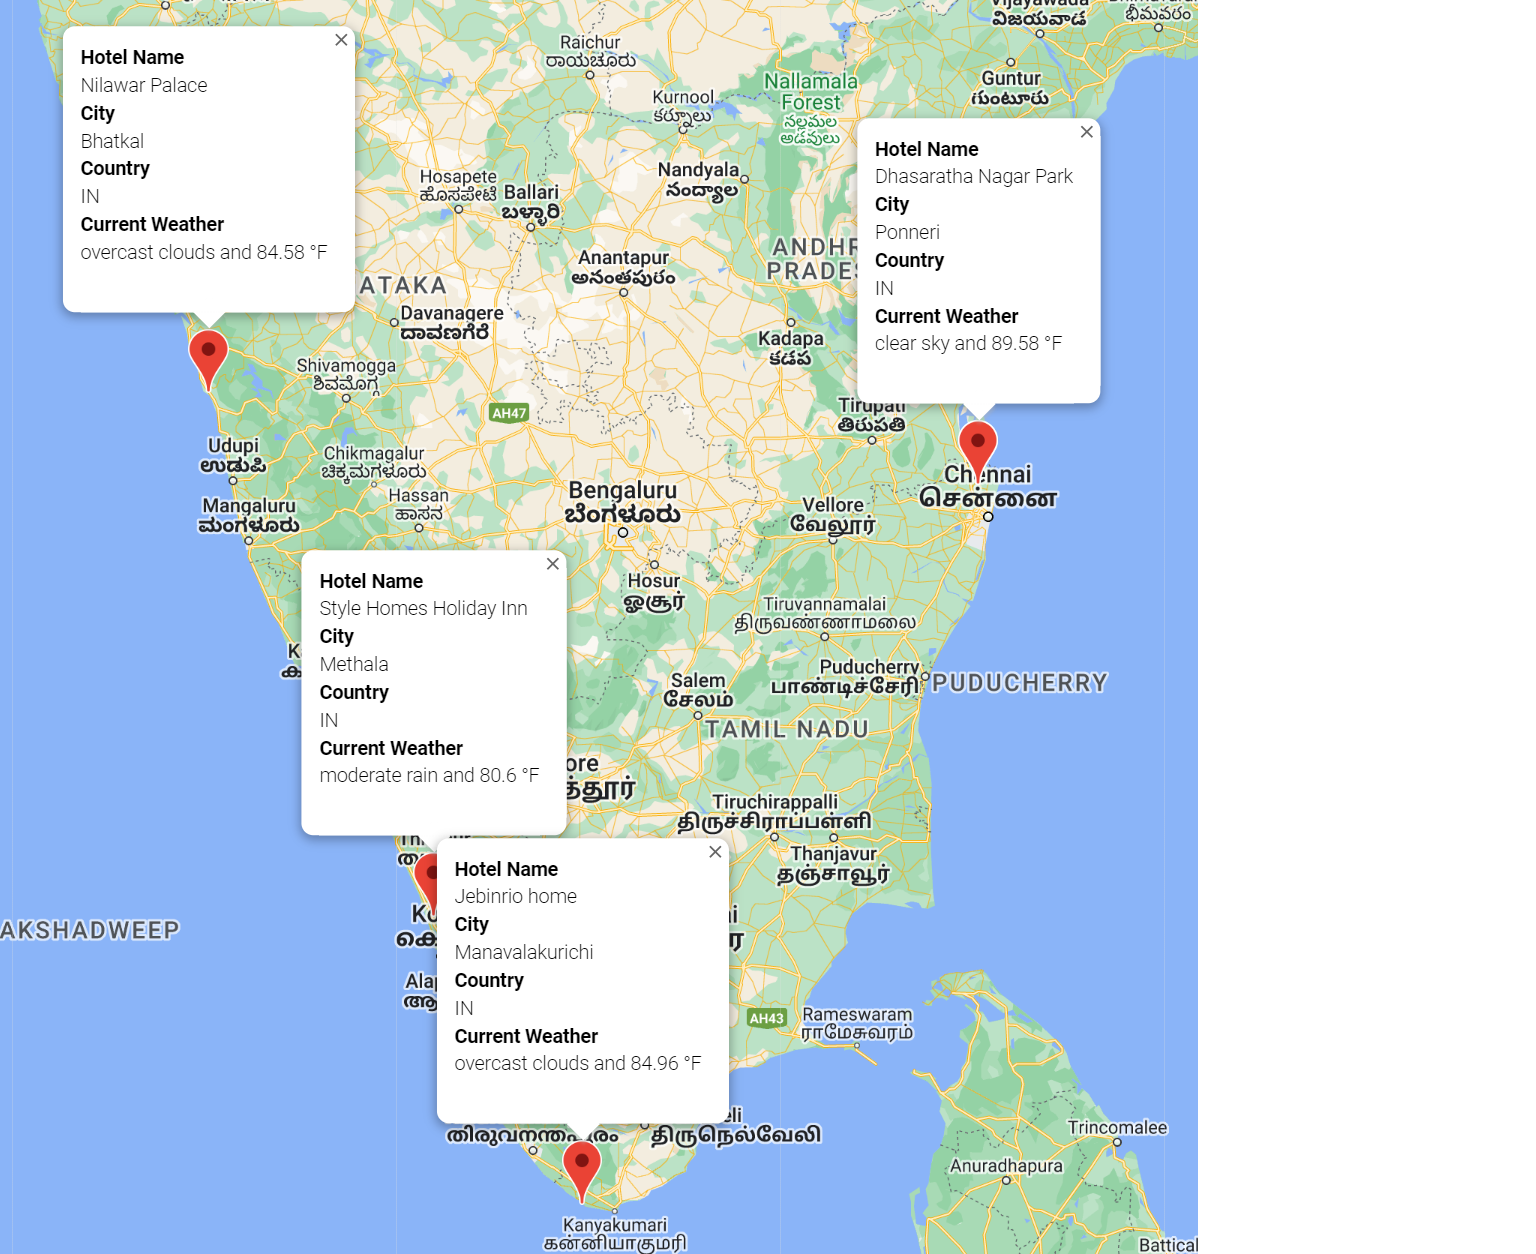 Vijayawada
విజయవాడ
భీమవరం
Raichur
ರಾಯಚೂರು
Guntur
గుంటూరు
Nallamala
Forest
నల్లమల
అడవులు
Kurnool
కర్నూలు
Hotel Name
Nilawar Palace
City
Bhatkal
Country
IN
Current Weather
overcast clouds and 84.58 °F
Hotel Name
Dhasaratha Nagar Park
City
Ponneri
Country
IN
Current Weather
clear sky and 89.58 °F
Nandyala
నంద్యాల
Hosapete
ಹೊಸಪೇಟೆ
Ballari
ಬಳ್ಳಾರಿ
ANDHR
PRADES
Anantapur
అనంతపురం
ATAKA
Davanagere
ದಾವಣಗೆರೆ
Kadapa
కడప
Shivamogga
ಶಿವಮೊಗ್ಗ
AH47
Tirupati
తిరుపతి
Udupi
ಉಡುಪಿ
Chikmagalur
ಚಿಕ್ಕಮಗಳೂರು
Chennai
சென்னை
Hassan
ಹಾಸನ
Bengaluru
ಬೆಂಗಳೂರು
Vellore
வேலூர்
Mangaluru
ಮಂಗಳೂರು
Hosur
ஓசூர்
Tiruvannamalai
திருவண்ணாமலை
Hotel Name
Style Homes Holiday Inn
City
Methala
Country
IN
Current Weather
moderate rain and 80.6 °F
Puducherry
பாண்டிச்சேரி
PUDUCHERRY
Salem
சேலம்
TAMIL NADU
ore
த்தூர்
Tiruchirappalli
திருச்சிராப்பள்ளி
Thanjavur
தஞ்சாவூர்
Hotel Name
Jebinrio home
City
Manavalakurichi
Country
IN
Current Weather
overcast clouds and 84.96 °F
Ko
AKSHADWEEP
Alap
AH43
Rameswaram
ராமேசுவரம்
eli
തിരുവനന്തപുരം
திருநெல்வேலி
Trincomalee
Anuradhapura
Kanyakumari
கன்னியாகுமரி
Battical